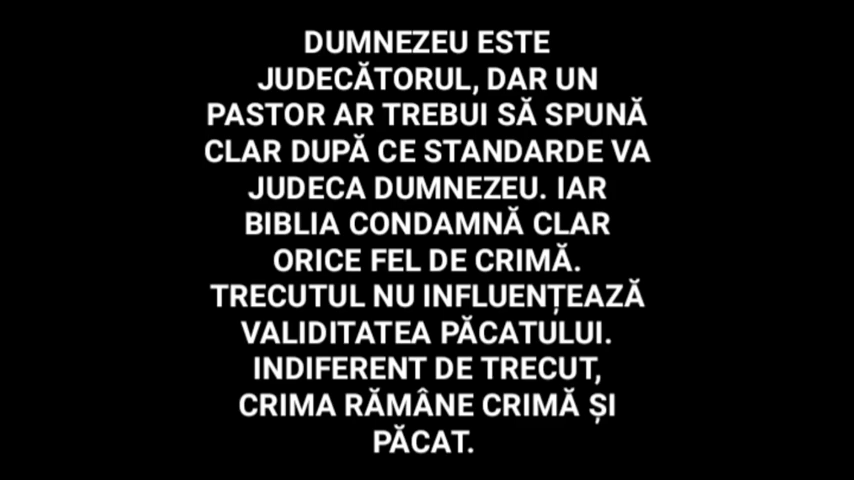 DUMNEZEU ESTE
JUDECĂTORUL, DAR UN
PASTOR AR TREBUI SĂ SPUNĂ
CLAR DUPĂ CE STANDARDE VA
JUDECA DUMNEZEU. IAR
BIBLIA CONDAMNĂ CLAR
ORICE FEL DE CRIMĂ.
TRECUTUL NU INFLUENȚEAZĂ
VALIDITATEA PĂCATULUI.
INDIFERENT DE TRECUT,
CRIMA RĂMÂNE CRIMĂ ȘI
PĂCAT.